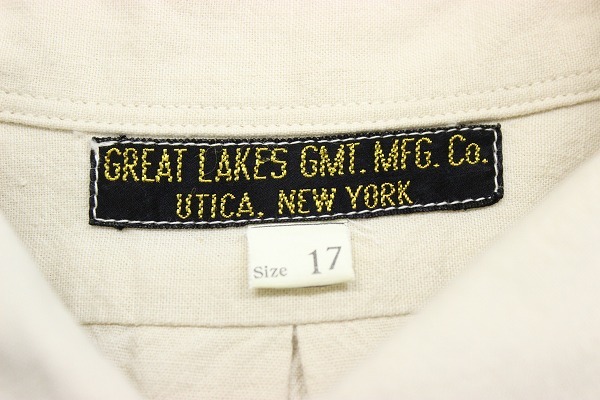 GREAT LAKES GMT. MFG. Co.
UTICA, NEW YORK
Size 17